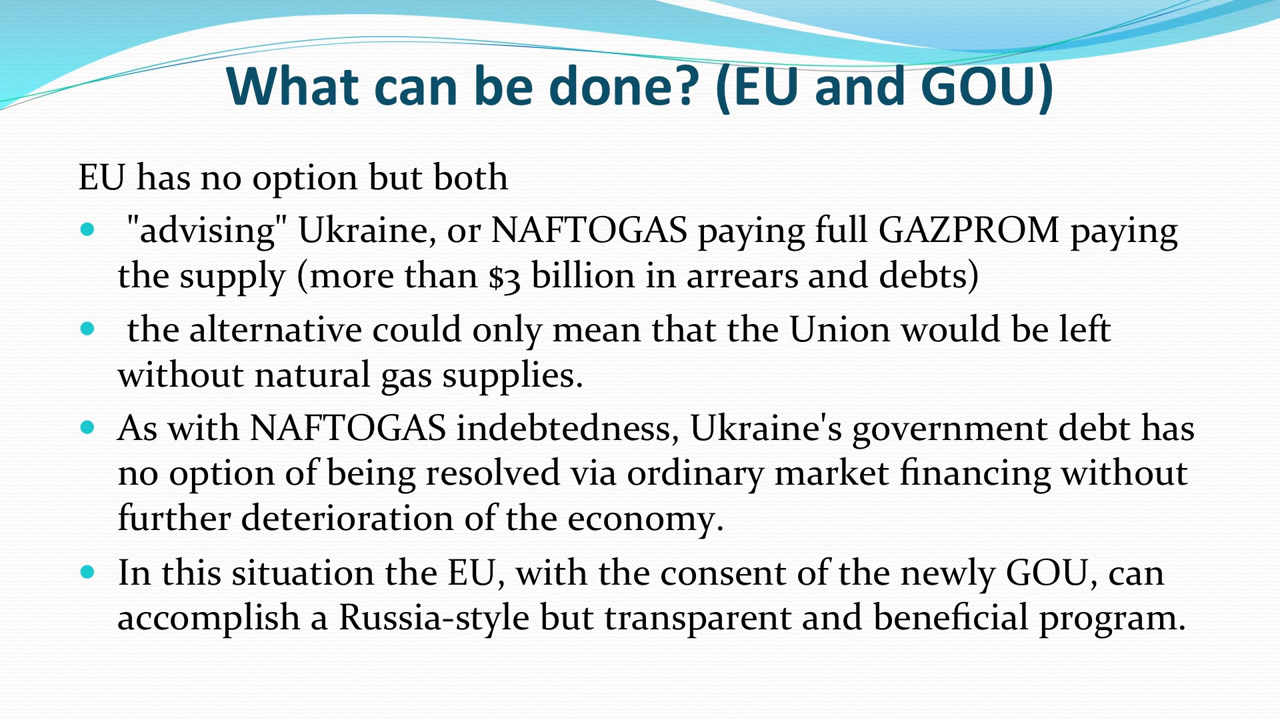 What can be done? (EU and GOU)
EU has no option but both
• "advising" Ukraine, or NAFTOGAS paying full GAZPROM paying
the supply (more than $3 billion in arrears and debts)
• the alternative could only mean that the Union would be left
without natural gas supplies.
• As with NAFTOGAS indebtedness, Ukraine's government debt has
no option of being resolved via ordinary market financing without
further deterioration of the economy.
• In this situation the EU, with the consent of the newly GOU, can
accomplish a Russia-style but transparent and beneficial program.